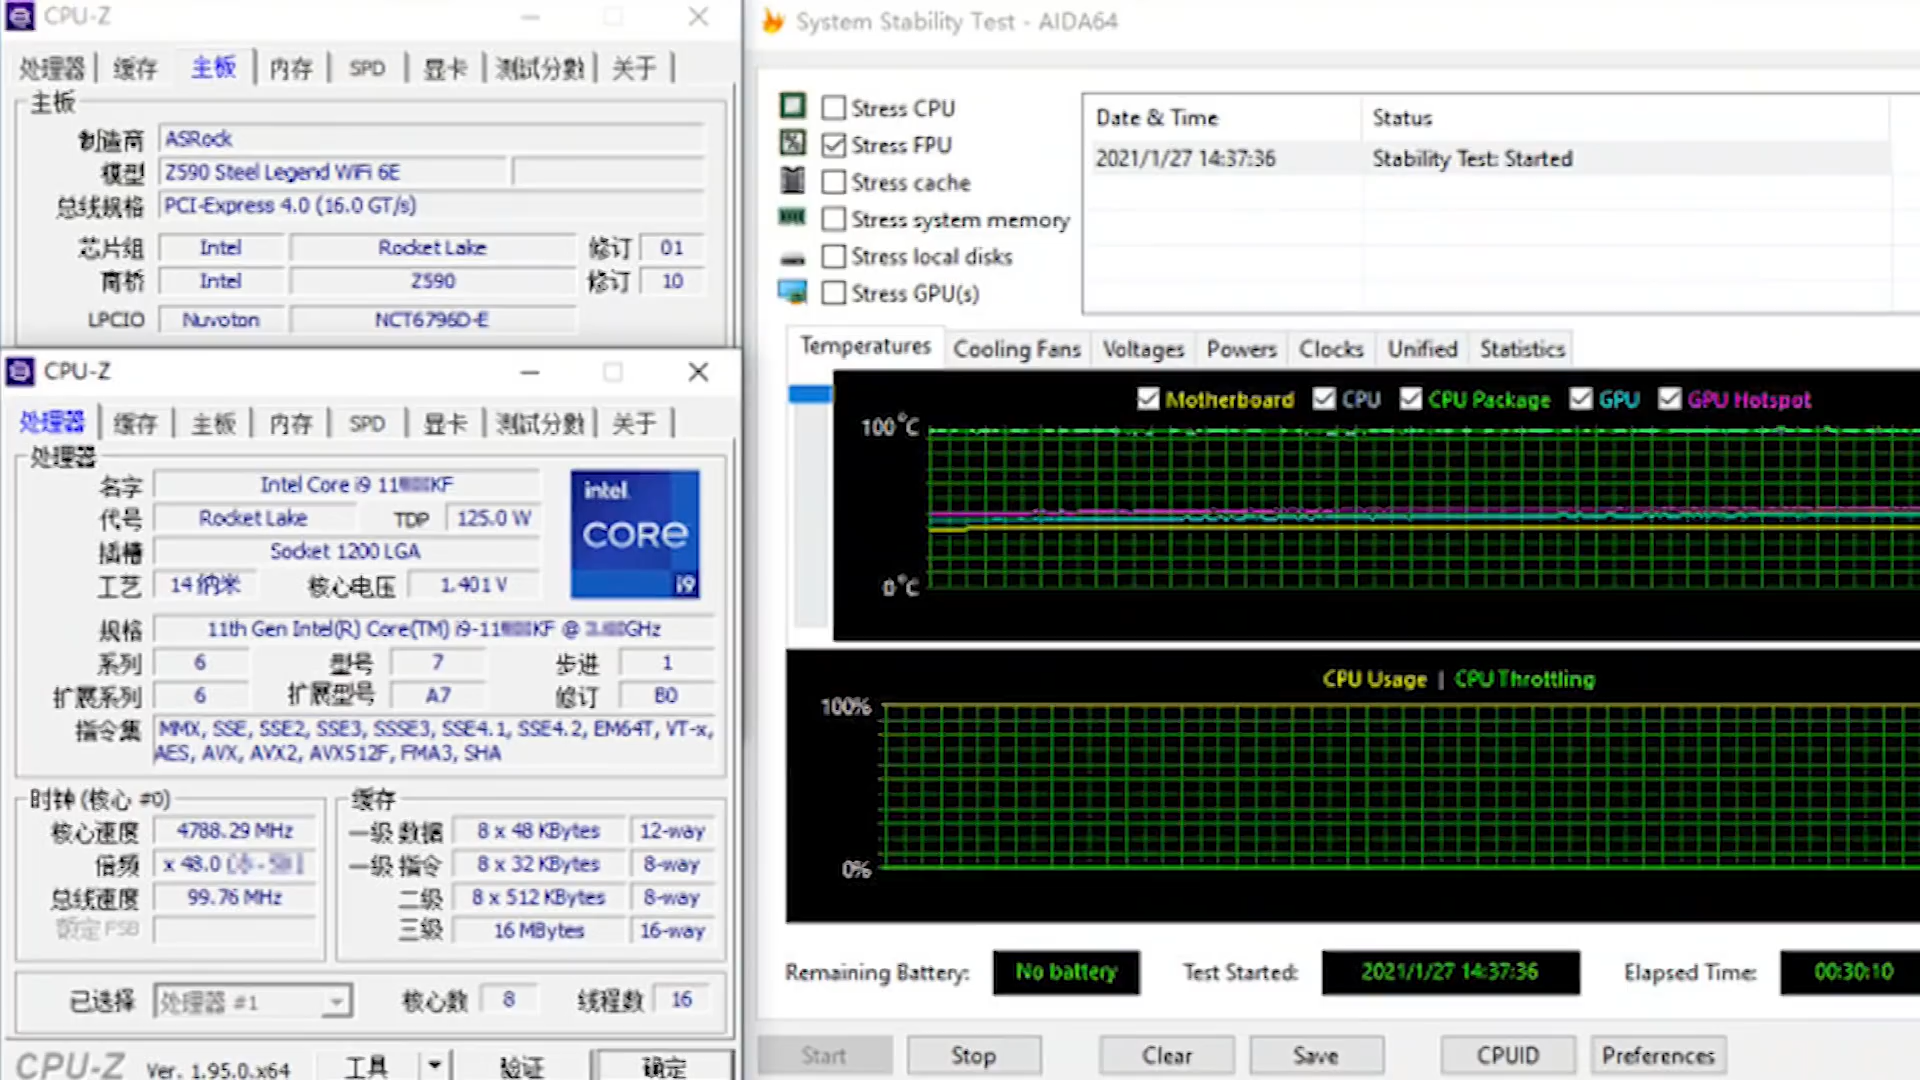 CPU-Z
处理器 缓存 主板 内存 SPD 显卡 测试分数 关于
主板
制造商 ASRock
模型 Z590 Steel Legend WiFi 6E
总线规格 PCI-Express 4.0 (16.0 GT/s)
芯片组 Intel Rocket Lake 修订 01
南桥 Intel Z590 修订 10
LPCIO Nuvoton NCT6796D-E
CPU-Z
处理器 缓存 主板 内存 SPD 显卡 测试分数 关于
处理器
名字 Intel Core i9 11 KF
代号 Rocket Lake TDP 125.0 W
插槽 Socket 1200 LGA
工艺 14 纳米 核心电压 1.401 V
intel
CORE
i9
规格 11th Gen Intel(R) Core(TM) i9-11 KF @ GHz
系列 6 型号 7 步进 1
扩展系列 6 扩展型号 A7 修订 B0
指令集 MMX, SSE, SSE2, SSE3, SSSE3, SSE4.1, SSE4.2, EM64T, VT-x,
AES, AVX, AVX2, AVX512F, FMA3, SHA
时钟 (核心 #0)
核心速度 4788.29 MHz
倍频 x 48.0
总线速度 99.76 MHz
额定 FSB
缓存
一级 数据 8 x 48 KBytes 12-way
一级 指令 8 x 32 KBytes 8-way
二级 8 x 512 KBytes 8-way
三级 16 MBytes 16-way
已选择 处理器 #1 核心数 8 线程数 16
CPU-Z Ver. 1.95.0.x64 工具 验证 确定
System Stability Test - AIDA64
Stress CPU
Stress FPU
Stress cache
Stress system memory
Stress local disks
Stress GPU(s)
Date & Time Status
2021/1/27 14:37:36 Stability Test: Started
Temperatures Cooling Fans Voltages Powers Clocks Unified Statistics
Motherboard CPU CPU Package GPU GPU Hotspot
100°C
0°C
CPU Usage | CPU Throttling
100%
0%
Remaining Battery: No battery Test Started: 2021/1/27 14:37:36 Elapsed Time: 00:30:10
Start Stop Clear Save CPUID Preferences